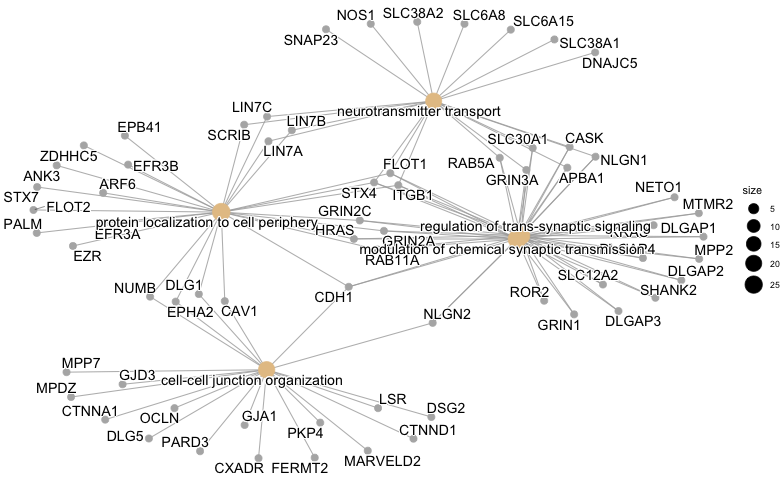 NOS1
SLC38A2
SLC6A8
SLC6A15
SNAP23
SLC38A1
DNAJC5
LIN7C
neurotransmitter transport
LIN7B
EPB41
SCRIB
SLC30A1
CASK
LIN7A
ZDHHC5
EFR3B
FLOT1
RAB5A
NLGN1
ANK3
GRIN3A
APBA1
ARF6
STX4
ITGB1
NETO1
STX7
FLOT2
GRIN2C
MTMR2
PALM
protein localization to cell periphery
HRAS
regulation of trans-synaptic signaling
DLGAP1
EFR3A
GRIN2A
modulation of chemical synaptic transmission
MPP2
EZR
RAB11A
SLC12A2
DLGAP2
NUMB
DLG1
CDH1
ROR2
SHANK2
EPHA2
CAV1
NLGN2
GRIN1
DLGAP3
MPP7
GJD3
cell-cell junction organization
MPDZ
CTNNA1
OCLN
GJA1
LSR
DSG2
DLG5
PARD3
PKP4
CTNND1
CXADR
FERMT2
MARVELD2
size
5
10
15
20
25